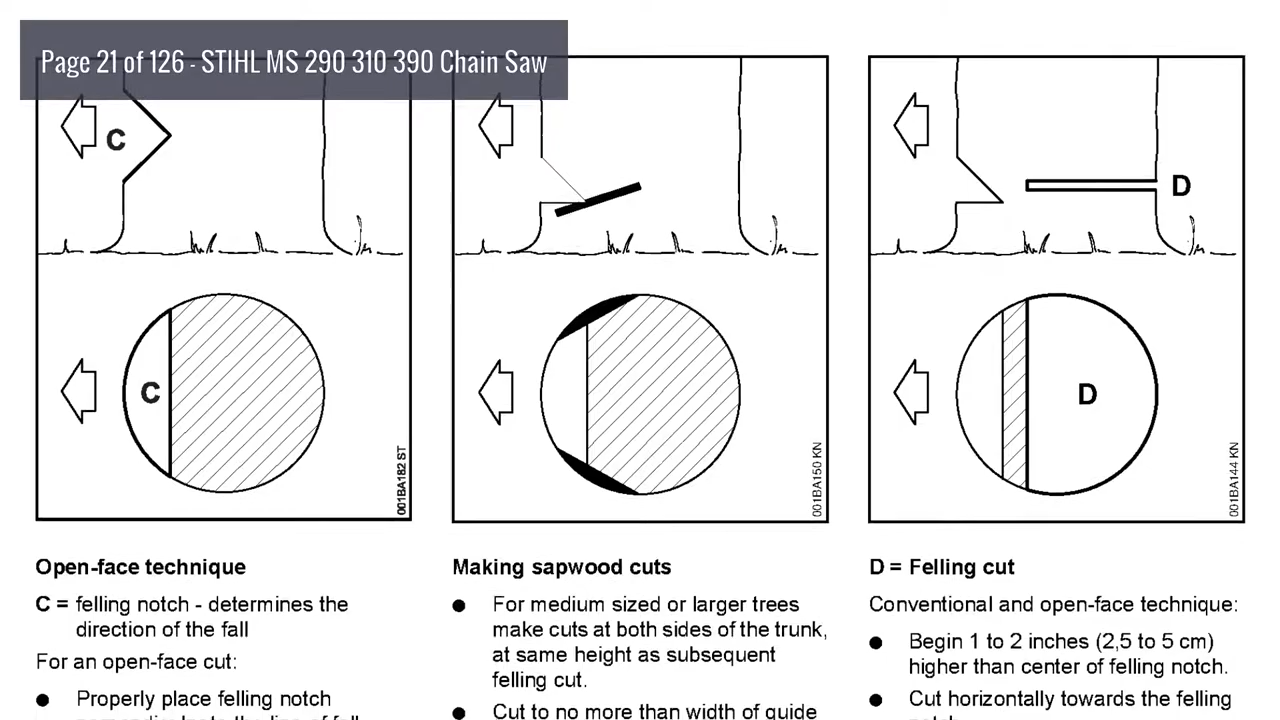 Page 21 of 126 - STIHL MS 290 310 390 Chain Saw
C
C
001BA182 ST
001BA150 KN
D
D
001BA144 KN
Open-face technique
C = felling notch - determines the
direction of the fall
For an open-face cut:
● Properly place felling notch
Making sapwood cuts
● For medium sized or larger trees
make cuts at both sides of the trunk,
at same height as subsequent
felling cut.
● Cut to no more than width of guide
D = Felling cut
Conventional and open-face technique:
● Begin 1 to 2 inches (2,5 to 5 cm)
higher than center of felling notch.
● Cut horizontally towards the felling